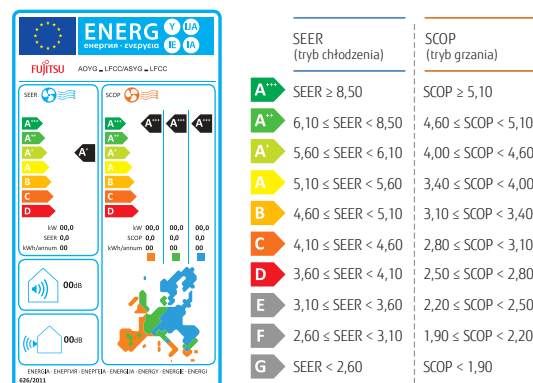 ENERG Y IJA
енергия · ενεργεια IE IA
FUJITSU AOYG LFCC/ASYG LFCC
SEER SCOP
A+++ A+++
A++ A++
A+ A+
A A
B B
C C
D D
A+ A+++ A+++ A+++
kW 00,0 kW 00,0 00,0 00,0
SEER 0,0 SCOP 0,0 0,0 0,0
kWh/annum 00 kWh/annum 00 00 00
00dB
00dB
ENERGIA · ЕНЕРГИЯ · ΕΝΕΡΓΕΙΑ · ENERGIJA · ENERGY · ENERGIE · ENERGI
626/2011
SEER SCOP
(tryb chłodzenia) (tryb grzania)
A+++ SEER ≥ 8,50 SCOP ≥ 5,10
A++ 6,10 ≤ SEER < 8,50 4,60 ≤ SCOP < 5,10
A+ 5,60 ≤ SEER < 6,10 4,00 ≤ SCOP < 4,60
A 5,10 ≤ SEER < 5,60 3,40 ≤ SCOP < 4,00
B 4,60 ≤ SEER < 5,10 3,10 ≤ SCOP < 3,40
C 4,10 ≤ SEER < 4,60 2,80 ≤ SCOP < 3,10
D 3,60 ≤ SEER < 4,10 2,50 ≤ SCOP < 2,80
E 3,10 ≤ SEER < 3,60 2,20 ≤ SCOP < 2,50
F 2,60 ≤ SEER < 3,10 1,90 ≤ SCOP < 2,20
G SEER < 2,60 SCOP < 1,90